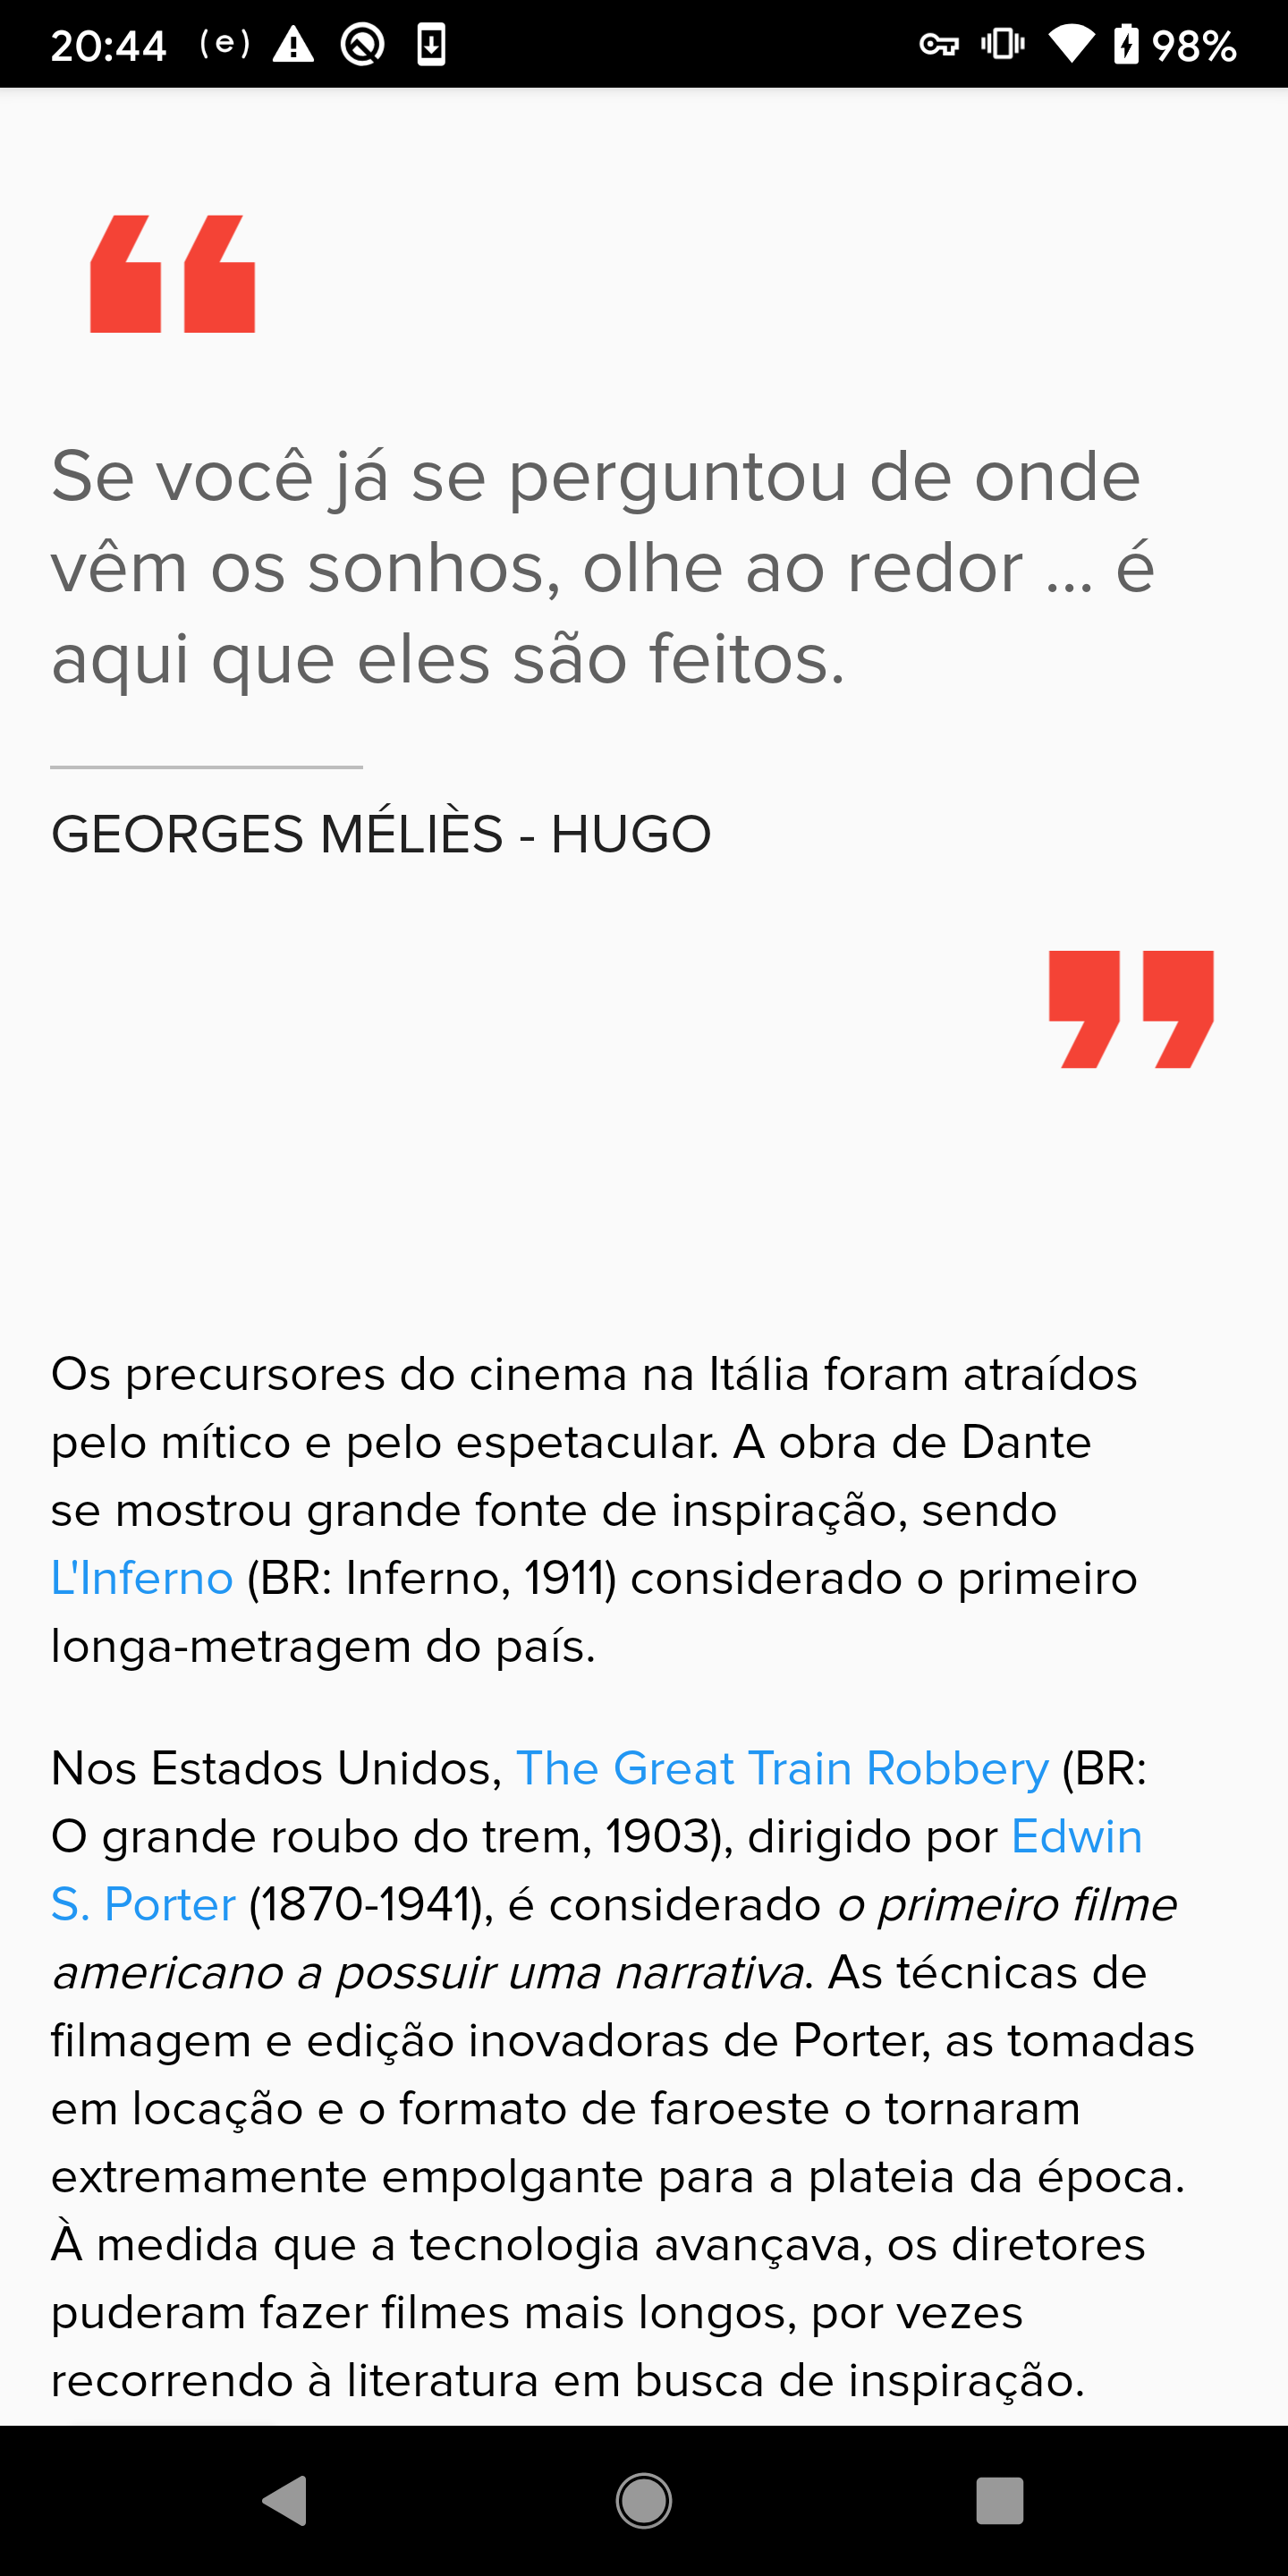 20:44 (e) 98%
“
Se você já se perguntou de onde
vêm os sonhos, olhe ao redor ... é
aqui que eles são feitos.
GEORGES MÉLIÈS - HUGO
”
Os precursores do cinema na Itália foram atraídos
pelo mítico e pelo espetacular. A obra de Dante
se mostrou grande fonte de inspiração, sendo
L'Inferno (BR: Inferno, 1911) considerado o primeiro
longa-metragem do país.
Nos Estados Unidos, The Great Train Robbery (BR:
O grande roubo do trem, 1903), dirigido por Edwin
S. Porter (1870-1941), é considerado o primeiro filme
americano a possuir uma narrativa. As técnicas de
filmagem e edição inovadoras de Porter, as tomadas
em locação e o formato de faroeste o tornaram
extremamente empolgante para a plateia da época.
À medida que a tecnologia avançava, os diretores
puderam fazer filmes mais longos, por vezes
recorrendo à literatura em busca de inspiração.